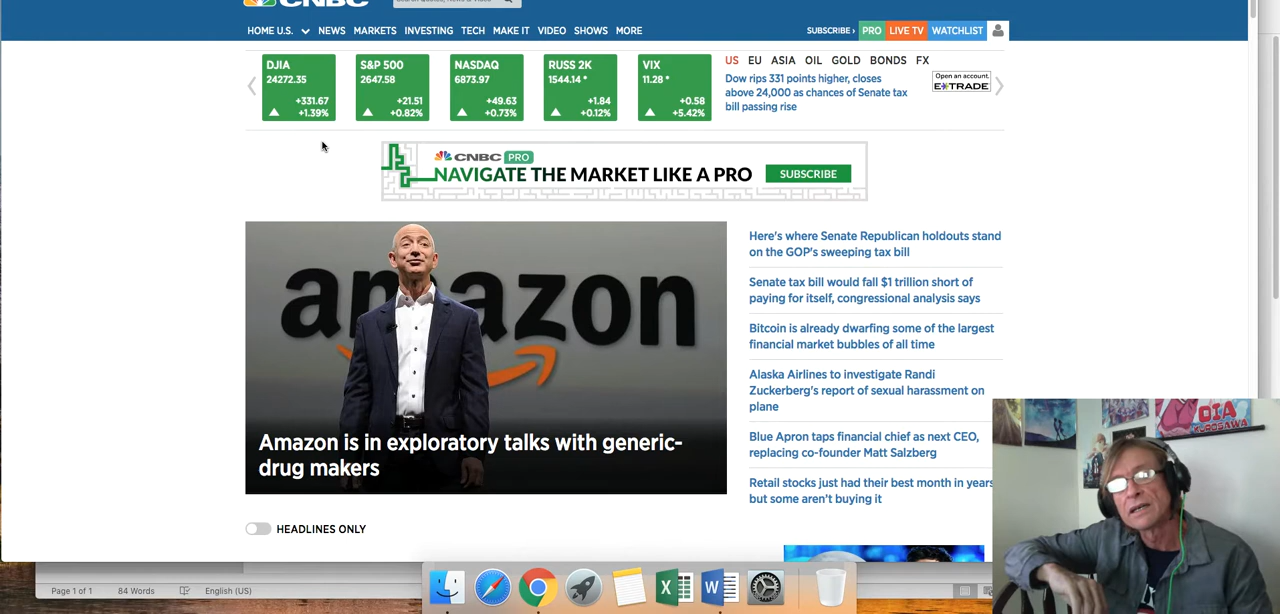 CNBC
HOME U.S. NEWS MARKETS INVESTING TECH MAKE IT VIDEO SHOWS MORE
SUBSCRIBE PRO LIVE TV WATCHLIST
DJIA
24272.35
+331.67
+1.39%
S&P 500
2647.58
+21.51
+0.82%
NASDAQ
6873.97
+49.63
+0.73%
RUSS 2K
1544.14 *
+1.84
+0.12%
VIX
11.28 *
+0.58
+5.42%
US EU ASIA OIL GOLD BONDS FX
Dow rips 331 points higher, closes
above 24,000 as chances of Senate tax
bill passing rise
Open an account.
E*TRADE
CNBC PRO
NAVIGATE THE MARKET LIKE A PRO
SUBSCRIBE
amazon
Amazon is in exploratory talks with generic-
drug makers
Here's where Senate Republican holdouts stand
on the GOP's sweeping tax bill
Senate tax bill would fall $1 trillion short of
paying for itself, congressional analysis says
Bitcoin is already dwarfing some of the largest
financial market bubbles of all time
Alaska Airlines to investigate Randi
Zuckerberg's report of sexual harassment on
plane
Blue Apron taps financial chief as next CEO,
replacing co-founder Matt Salzberg
Retail stocks just had their best month in years
but some aren't buying it
HEADLINES ONLY
DIA
KUROSAWA
Page 1 of 1 84 Words English (US)